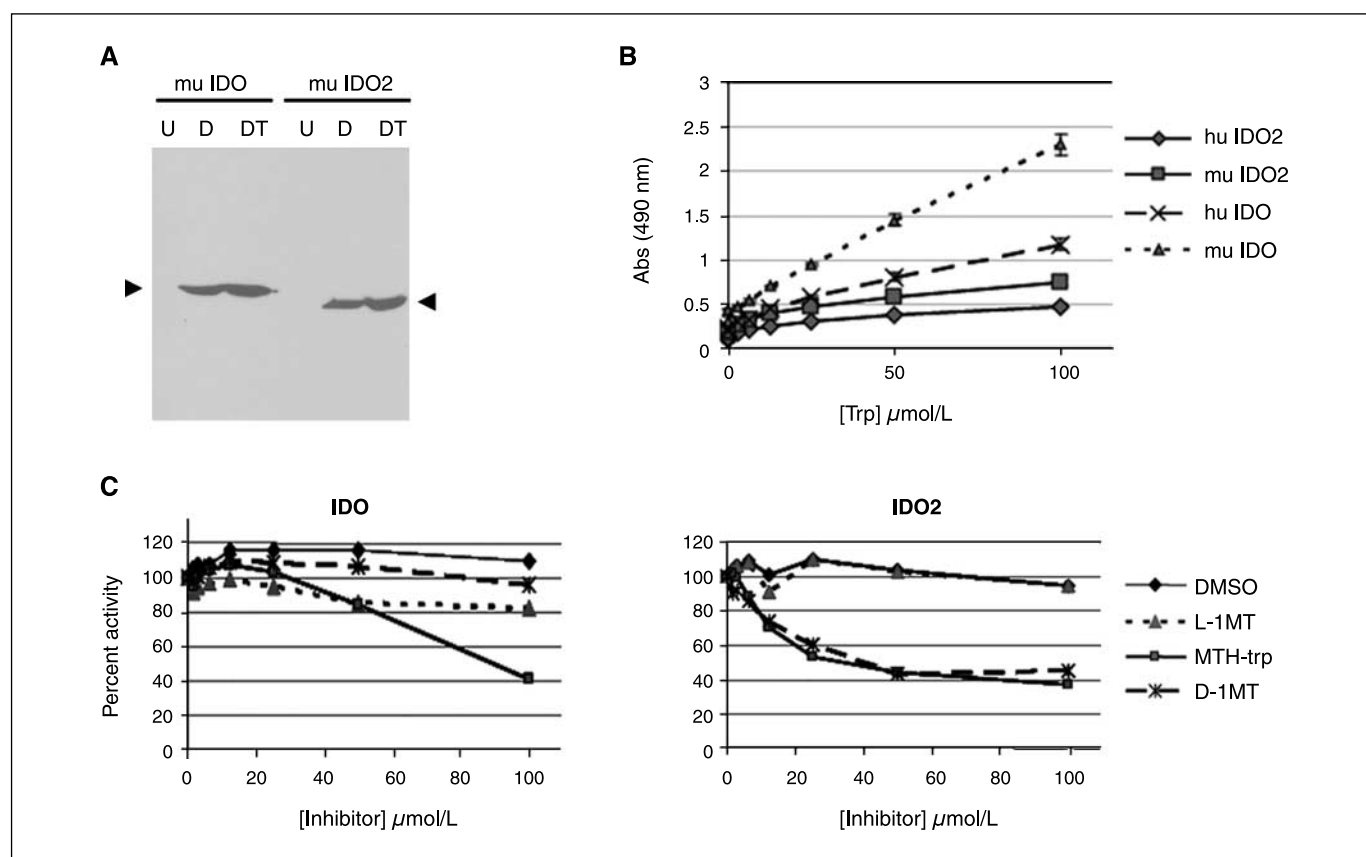 A
mu IDO mu IDO2
U D DT U D DT
B
3
2.5
2
1.5
1
0.5
0
Abs (490 nm)
0 50 100
[Trp] µmol/L
hu IDO2
mu IDO2
hu IDO
mu IDO
C
IDO
120
100
80
60
40
20
0
Percent activity
0 20 40 60 80 100
[Inhibitor] µmol/L
IDO2
120
100
80
60
40
20
0
0 20 40 60 80 100
[Inhibitor] µmol/L
DMSO
L-1MT
MTH-trp
D-1MT